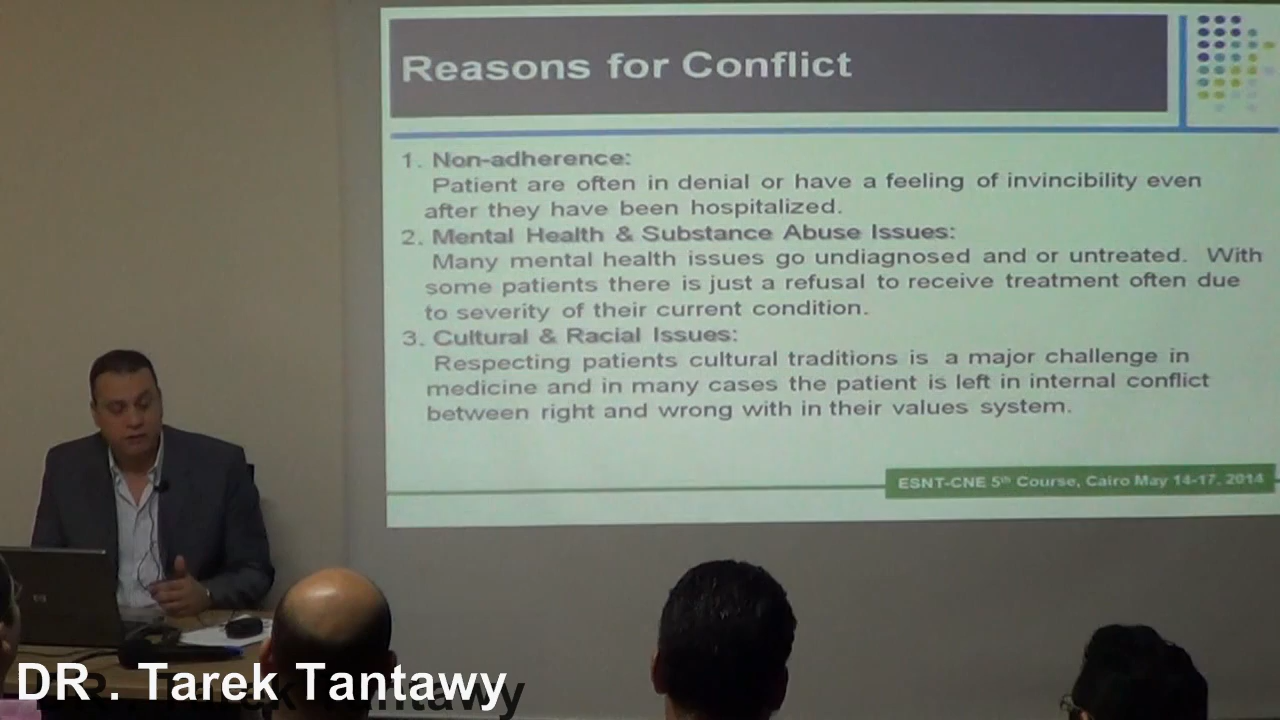 Reasons for Conflict
1. Non-adherence:
Patient are often in denial or have a feeling of invincibility even
after they have been hospitalized.
2. Mental Health & Substance Abuse Issues:
Many mental health issues go undiagnosed and or untreated. With
some patients there is just a refusal to receive treatment often due
to severity of their current condition.
3. Cultural & Racial Issues:
Respecting patients cultural traditions is a major challenge in
medicine and in many cases the patient is left in internal conflict
between right and wrong with in their values system.
ESNT-CNE 5th Course, Cairo May 14-17, 2014
DR . Tarek Tantawy